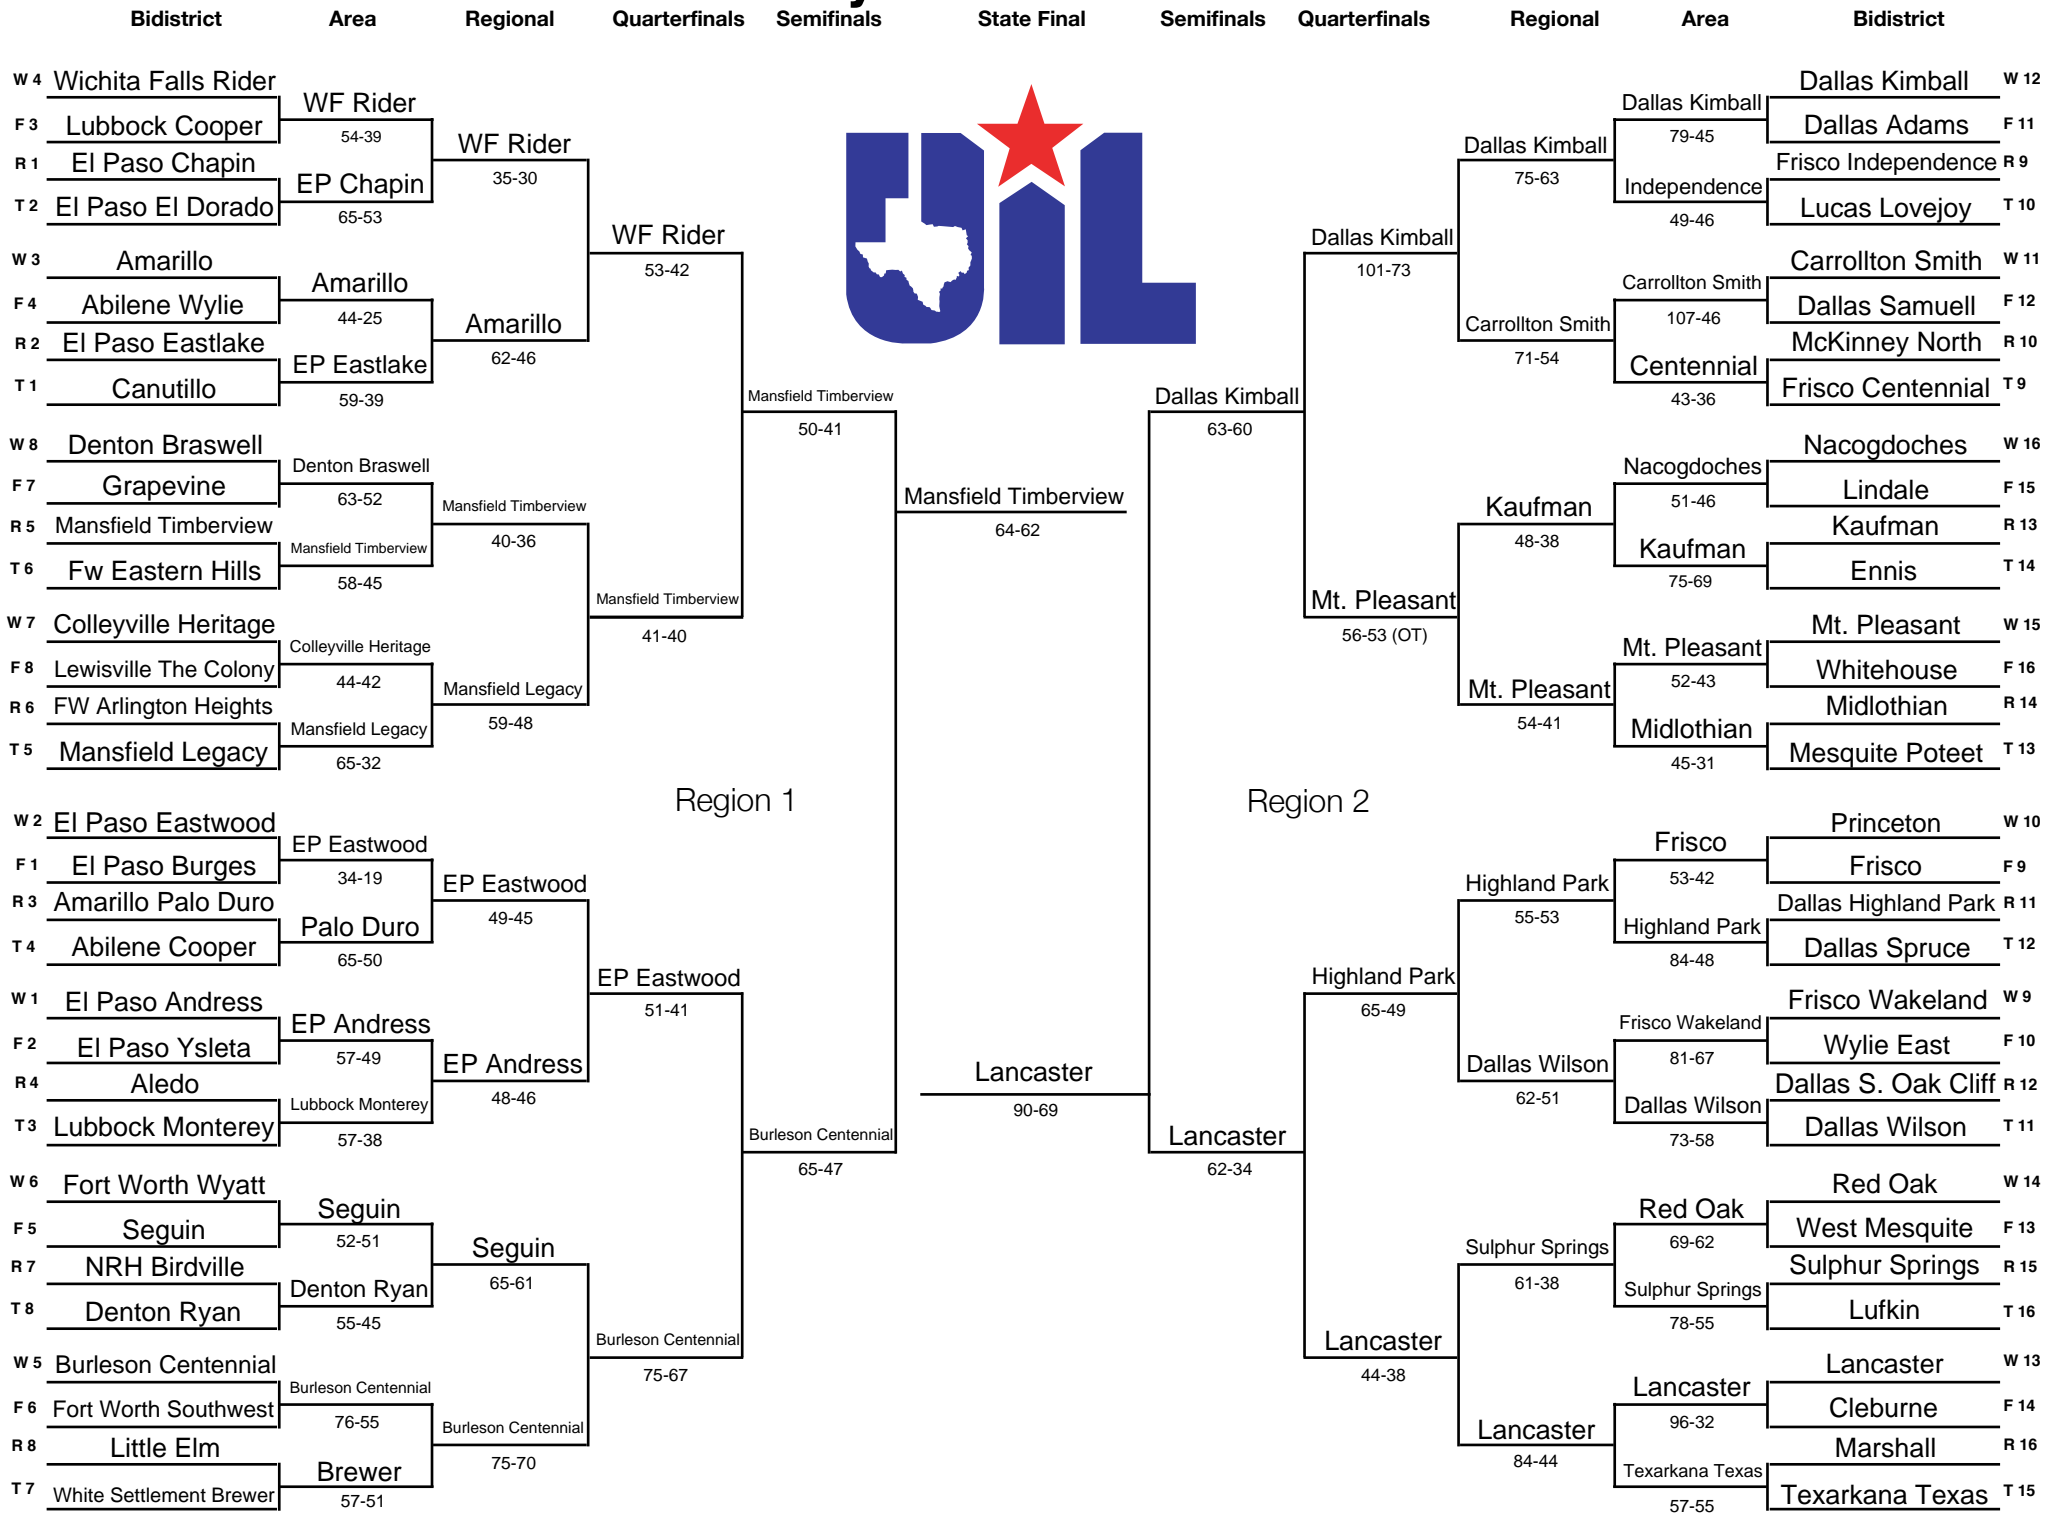 y
Bidistrict Area Regional Quarterfinals Semifinals State Final Semifinals Quarterfinals Regional Area Bidistrict
W 4 Wichita Falls Rider
WF Rider
F 3 Lubbock Cooper
54-39
WF Rider
R 1 El Paso Chapin
35-30
EP Chapin
T 2 El Paso El Dorado
65-53
WF Rider
53-42
W 3 Amarillo
Amarillo
F 4 Abilene Wylie
44-25
Amarillo
R 2 El Paso Eastlake
62-46
EP Eastlake
T 1 Canutillo
59-39
Mansfield Timberview
50-41
W 8 Denton Braswell
Denton Braswell
F 7 Grapevine
63-52
Mansfield Timberview
R 5 Mansfield Timberview
40-36
Mansfield Timberview
T 6 Fw Eastern Hills
58-45
Mansfield Timberview
41-40
W 7 Colleyville Heritage
Colleyville Heritage
F 8 Lewisville The Colony
44-42
Mansfield Legacy
R 6 FW Arlington Heights
59-48
Mansfield Legacy
T 5 Mansfield Legacy
65-32
Region 1
W 2 El Paso Eastwood
EP Eastwood
F 1 El Paso Burges
34-19
EP Eastwood
R 3 Amarillo Palo Duro
49-45
Palo Duro
T 4 Abilene Cooper
65-50
EP Eastwood
51-41
W 1 El Paso Andress
EP Andress
F 2 El Paso Ysleta
57-49
EP Andress
R 4 Aledo
48-46
Lubbock Monterey
T 3 Lubbock Monterey
57-38
Burleson Centennial
65-47
W 6 Fort Worth Wyatt
Seguin
F 5 Seguin
52-51
Seguin
R 7 NRH Birdville
65-61
Denton Ryan
T 8 Denton Ryan
55-45
Burleson Centennial
75-67
W 5 Burleson Centennial
Burleson Centennial
F 6 Fort Worth Southwest
76-55
Burleson Centennial
R 8 Little Elm
75-70
Brewer
T 7 White Settlement Brewer
57-51
UIL
Mansfield Timberview
64-62
Lancaster
90-69
Dallas Kimball W 12
Dallas Kimball
Dallas Adams F 11
79-45
Dallas Kimball
Frisco Independence R 9
75-63
Independence
Lucas Lovejoy T 10
49-46
Dallas Kimball
101-73
Carrollton Smith W 11
Carrollton Smith
Dallas Samuell F 12
107-46
Carrollton Smith
McKinney North R 10
71-54
Centennial
Frisco Centennial T 9
43-36
Dallas Kimball
63-60
Nacogdoches W 16
Nacogdoches
Lindale F 15
51-46
Kaufman
Kaufman R 13
48-38
Kaufman
Ennis T 14
75-69
Mt. Pleasant
56-53 (OT)
Mt. Pleasant W 15
Mt. Pleasant
Whitehouse F 16
52-43
Mt. Pleasant
Midlothian R 14
54-41
Midlothian
Mesquite Poteet T 13
45-31
Region 2
Princeton W 10
Frisco
Frisco F 9
53-42
Highland Park
Dallas Highland Park R 11
55-53
Highland Park
Dallas Spruce T 12
84-48
Highland Park
65-49
Frisco Wakeland W 9
Frisco Wakeland
Wylie East F 10
81-67
Dallas Wilson
Dallas S. Oak Cliff R 12
62-51
Dallas Wilson
Dallas Wilson T 11
73-58
Lancaster
62-34
Red Oak W 14
Red Oak
West Mesquite F 13
69-62
Sulphur Springs
Sulphur Springs R 15
61-38
Sulphur Springs
Lufkin T 16
78-55
Lancaster
44-38
Lancaster W 13
Lancaster
Cleburne F 14
96-32
Lancaster
Marshall R 16
84-44
Texarkana Texas
Texarkana Texas T 15
57-55